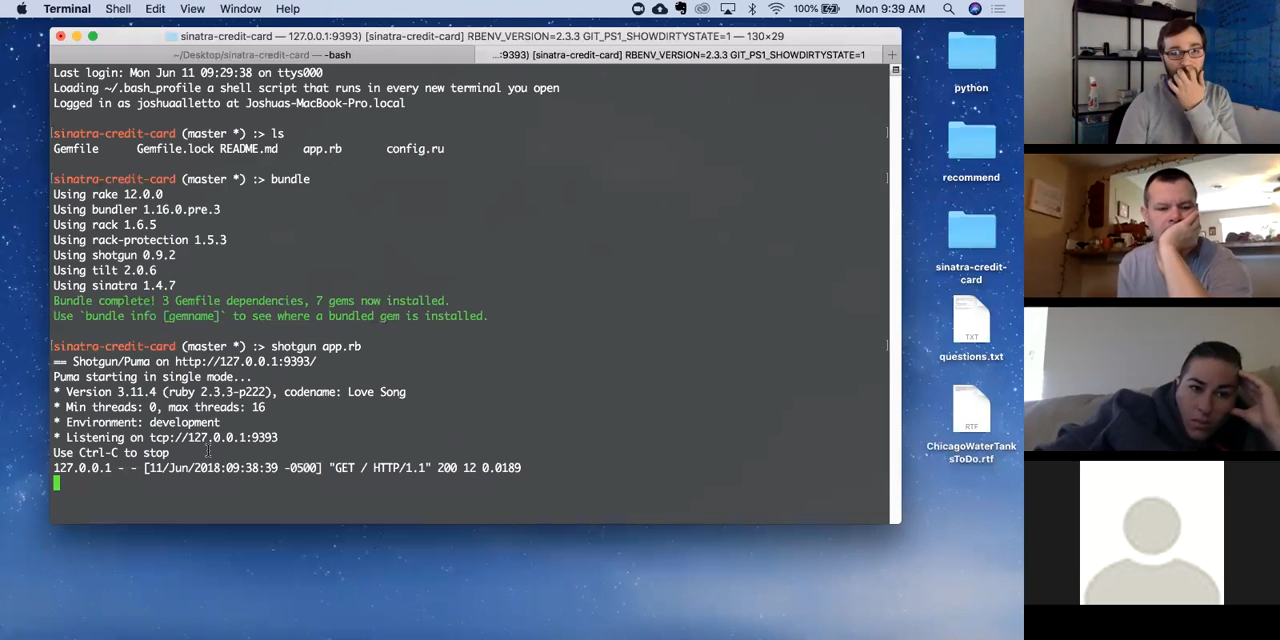 Terminal Shell Edit View Window Help 100% Mon 9:39 AM
sinatra-credit-card — 127.0.0.1:9393) [sinatra-credit-card] RBENV_VERSION=2.3.3 GIT_PS1_SHOWDIRTYSTATE=1 — 130×29
~/Desktop/sinatra-credit-card — -bash ...:9393) [sinatra-credit-card] RBENV_VERSION=2.3.3 GIT_PS1_SHOWDIRTYSTATE=1 +
Last login: Mon Jun 11 09:29:38 on ttys000
Loading ~/.bash_profile a shell script that runs in every new terminal you open
Logged in as joshuaalletto at Joshuas-MacBook-Pro.local
[sinatra-credit-card (master *) :> ls ]
Gemfile Gemfile.lock README.md app.rb config.ru
[sinatra-credit-card (master *) :> bundle ]
Using rake 12.0.0
Using bundler 1.16.0.pre.3
Using rack 1.6.5
Using rack-protection 1.5.3
Using shotgun 0.9.2
Using tilt 2.0.6
Using sinatra 1.4.7
Bundle complete! 3 Gemfile dependencies, 7 gems now installed.
Use `bundle info [gemname]` to see where a bundled gem is installed.
[sinatra-credit-card (master *) :> shotgun app.rb ]
== Shotgun/Puma on http://127.0.0.1:9393/
Puma starting in single mode...
* Version 3.11.4 (ruby 2.3.3-p222), codename: Love Song
* Min threads: 0, max threads: 16
* Environment: development
* Listening on tcp://127.0.0.1:9393
Use Ctrl-C to stop
127.0.0.1 - - [11/Jun/2018:09:38:39 -0500] "GET / HTTP/1.1" 200 12 0.0189
python
recommend
sinatra-credit-
card
TXT
questions.txt
RTF
ChicagoWaterTank
sToDo.rtf